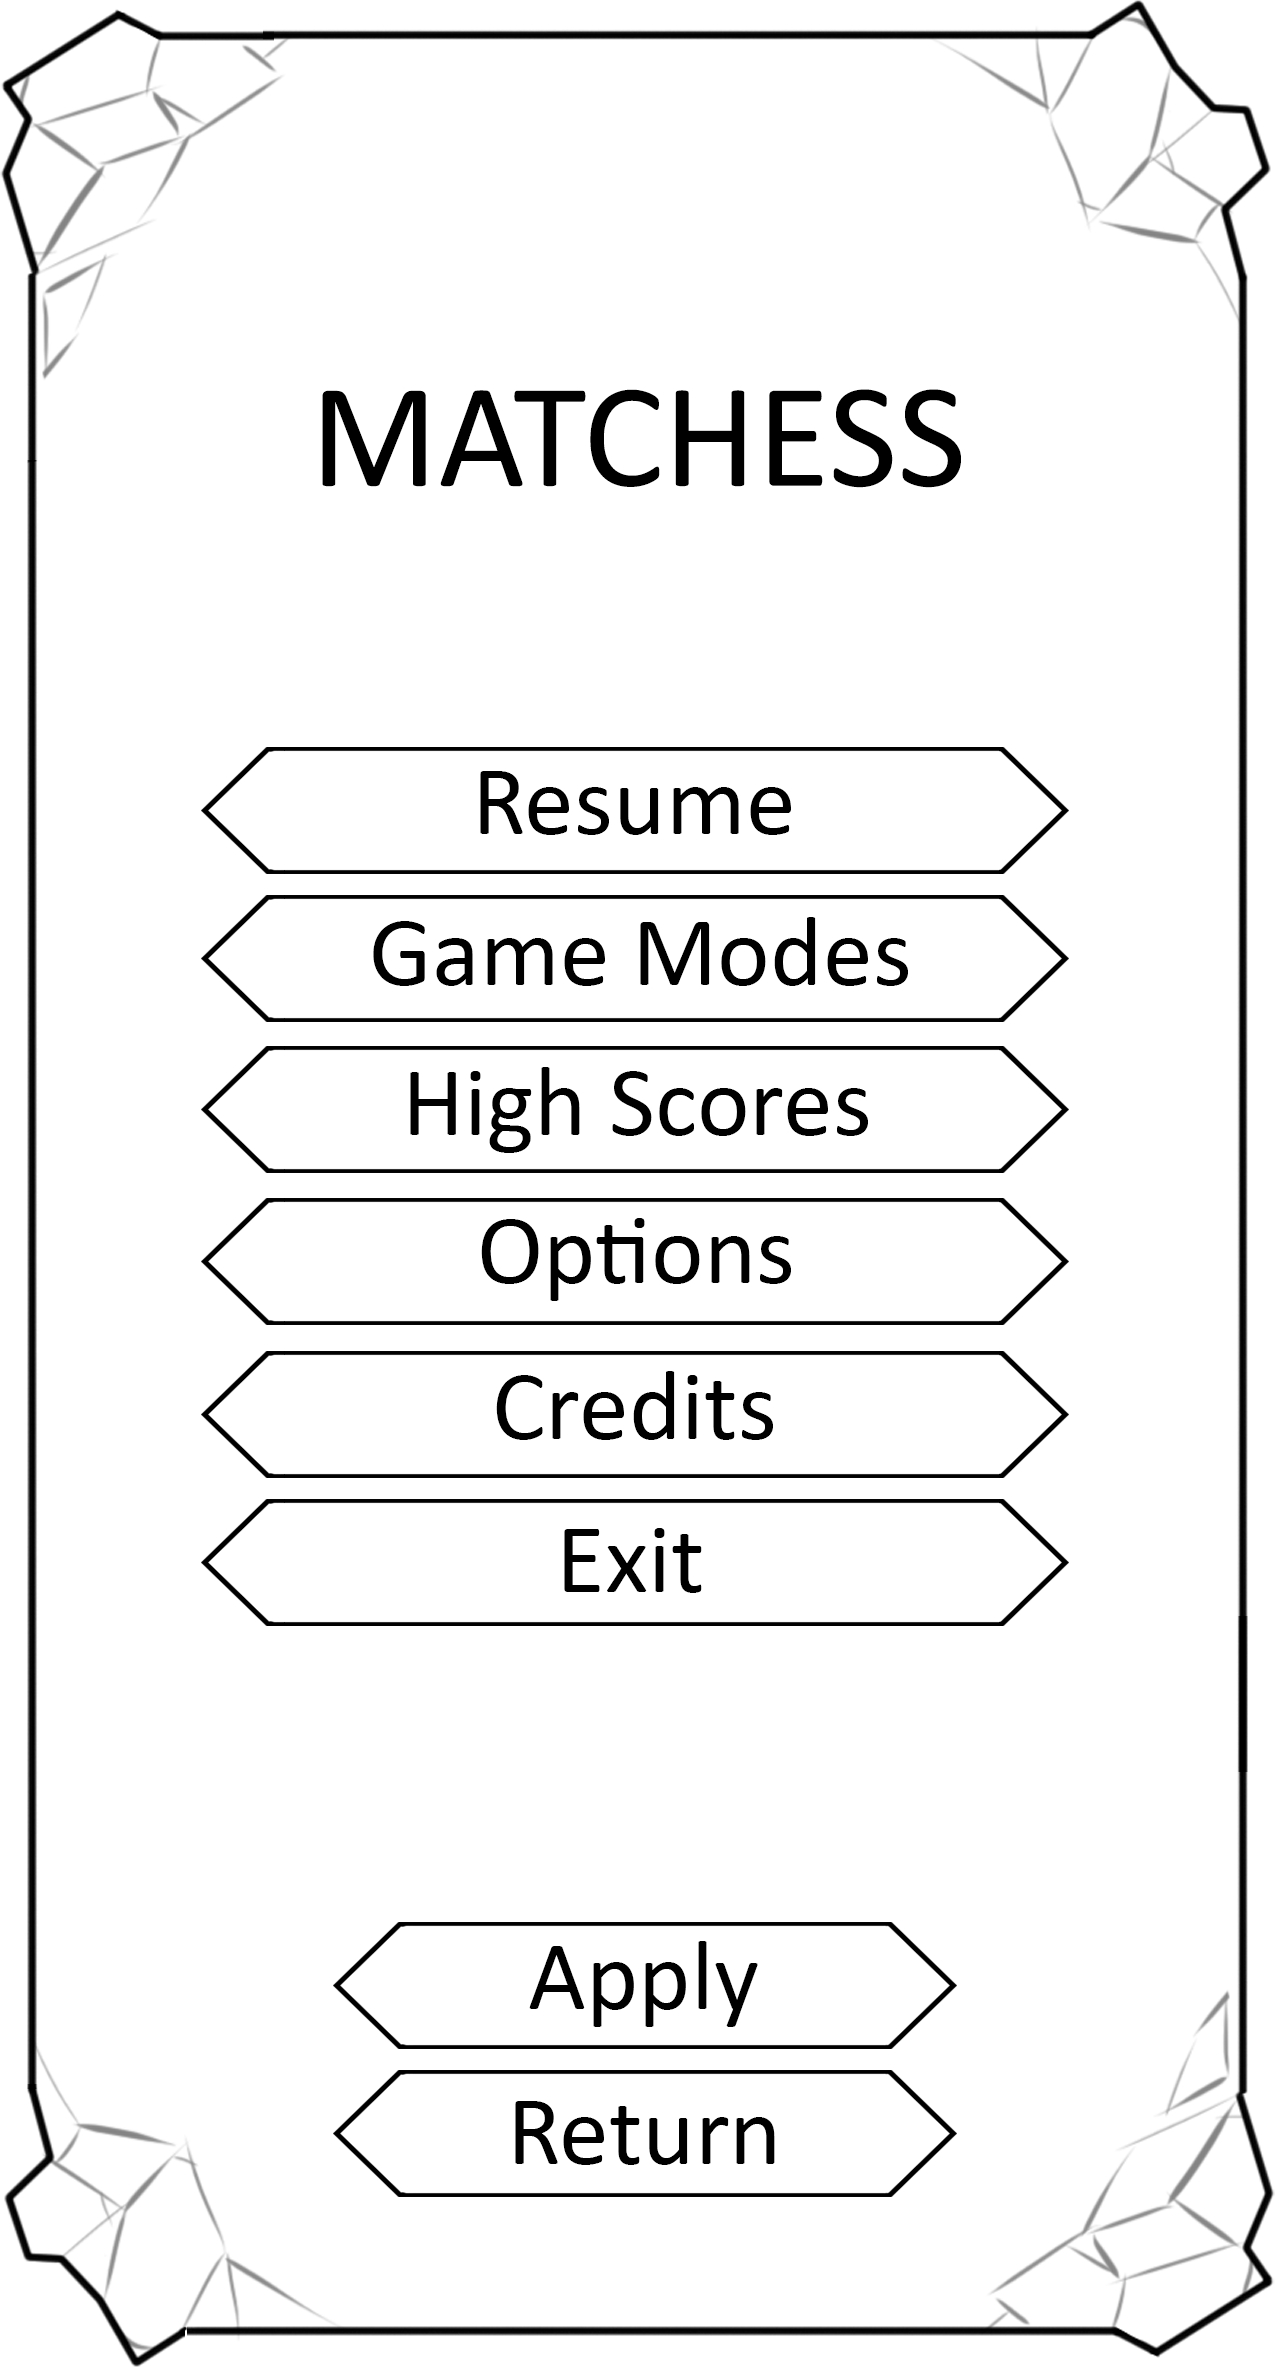 MATCHESS
Resume
Game Modes
High Scores
Options
Credits
Exit
Apply
Return